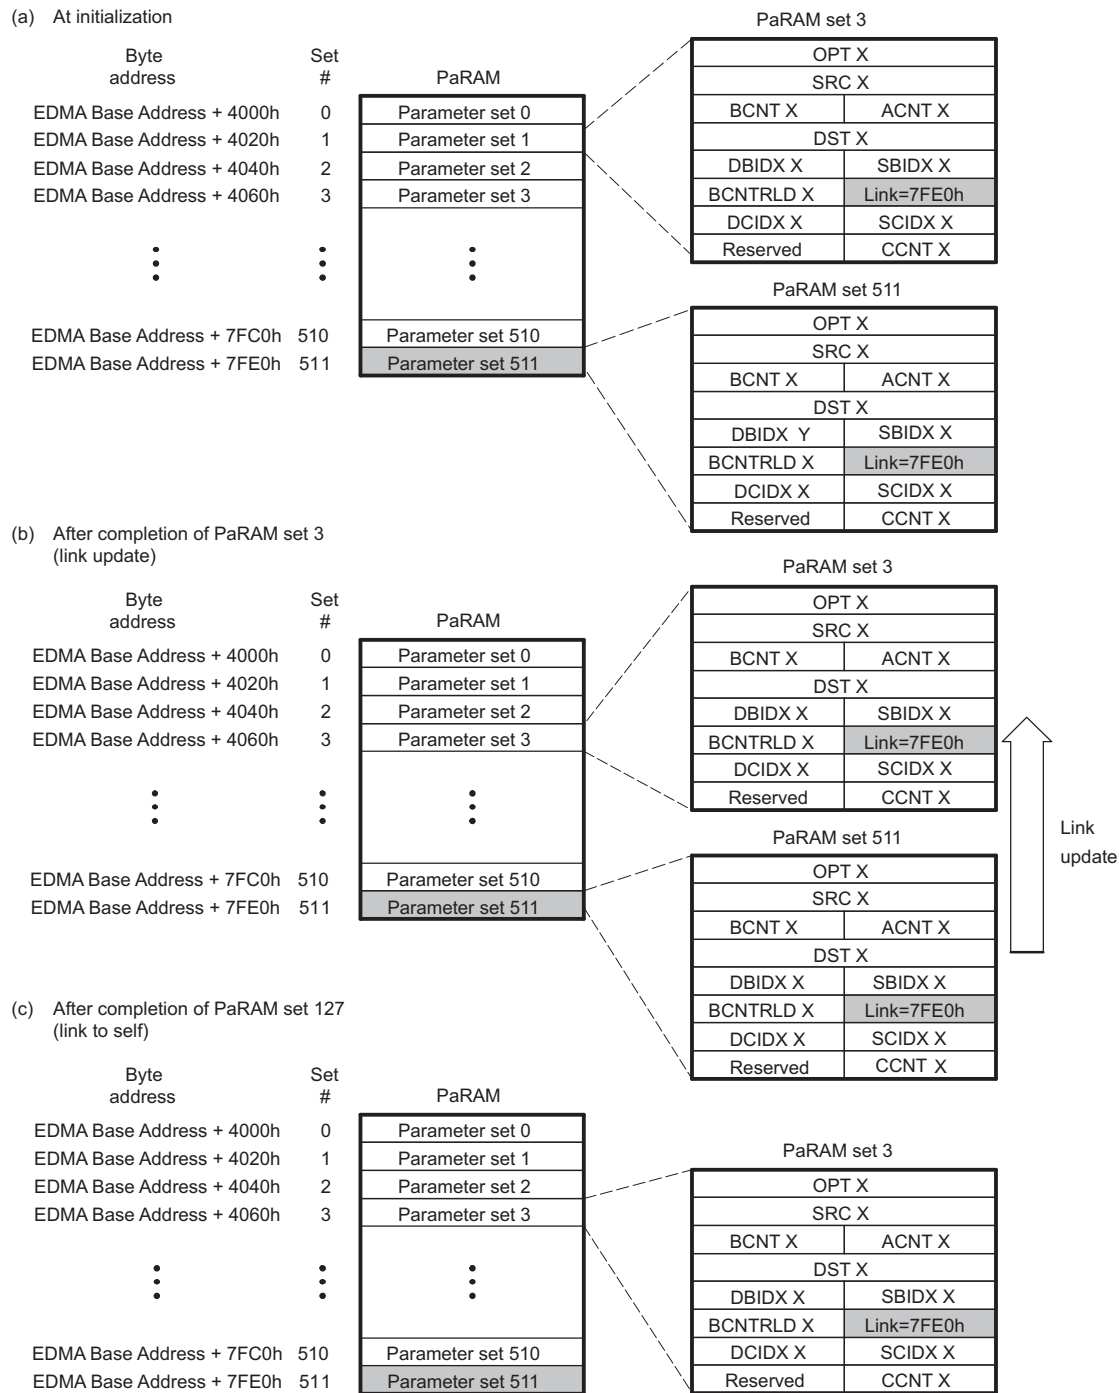 (a) At initialization
Byte address Set # PaRAM
EDMA Base Address + 4000h 0 Parameter set 0
EDMA Base Address + 4020h 1 Parameter set 1
EDMA Base Address + 4040h 2 Parameter set 2
EDMA Base Address + 4060h 3 Parameter set 3
EDMA Base Address + 7FC0h 510 Parameter set 510
EDMA Base Address + 7FE0h 511 Parameter set 511
PaRAM set 3
OPT X
SRC X
BCNT X ACNT X
DST X
DBIDX X SBIDX X
BCNTRLD X Link=7FE0h
DCIDX X SCIDX X
Reserved CCNT X
PaRAM set 511
OPT X
SRC X
BCNT X ACNT X
DST X
DBIDX Y SBIDX X
BCNTRLD X Link=7FE0h
DCIDX X SCIDX X
Reserved CCNT X
(b) After completion of PaRAM set 3
(link update)
Byte address Set # PaRAM
EDMA Base Address + 4000h 0 Parameter set 0
EDMA Base Address + 4020h 1 Parameter set 1
EDMA Base Address + 4040h 2 Parameter set 2
EDMA Base Address + 4060h 3 Parameter set 3
EDMA Base Address + 7FC0h 510 Parameter set 510
EDMA Base Address + 7FE0h 511 Parameter set 511
PaRAM set 3
OPT X
SRC X
BCNT X ACNT X
DST X
DBIDX X SBIDX X
BCNTRLD X Link=7FE0h
DCIDX X SCIDX X
Reserved CCNT X
PaRAM set 511
OPT X
SRC X
BCNT X ACNT X
DST X
DBIDX X SBIDX X
BCNTRLD X Link=7FE0h
DCIDX X SCIDX X
Reserved CCNT X
Link
update
(c) After completion of PaRAM set 127
(link to self)
Byte address Set # PaRAM
EDMA Base Address + 4000h 0 Parameter set 0
EDMA Base Address + 4020h 1 Parameter set 1
EDMA Base Address + 4040h 2 Parameter set 2
EDMA Base Address + 4060h 3 Parameter set 3
EDMA Base Address + 7FC0h 510 Parameter set 510
EDMA Base Address + 7FE0h 511 Parameter set 511
PaRAM set 3
OPT X
SRC X
BCNT X ACNT X
DST X
DBIDX X SBIDX X
BCNTRLD X Link=7FE0h
DCIDX X SCIDX X
Reserved CCNT X